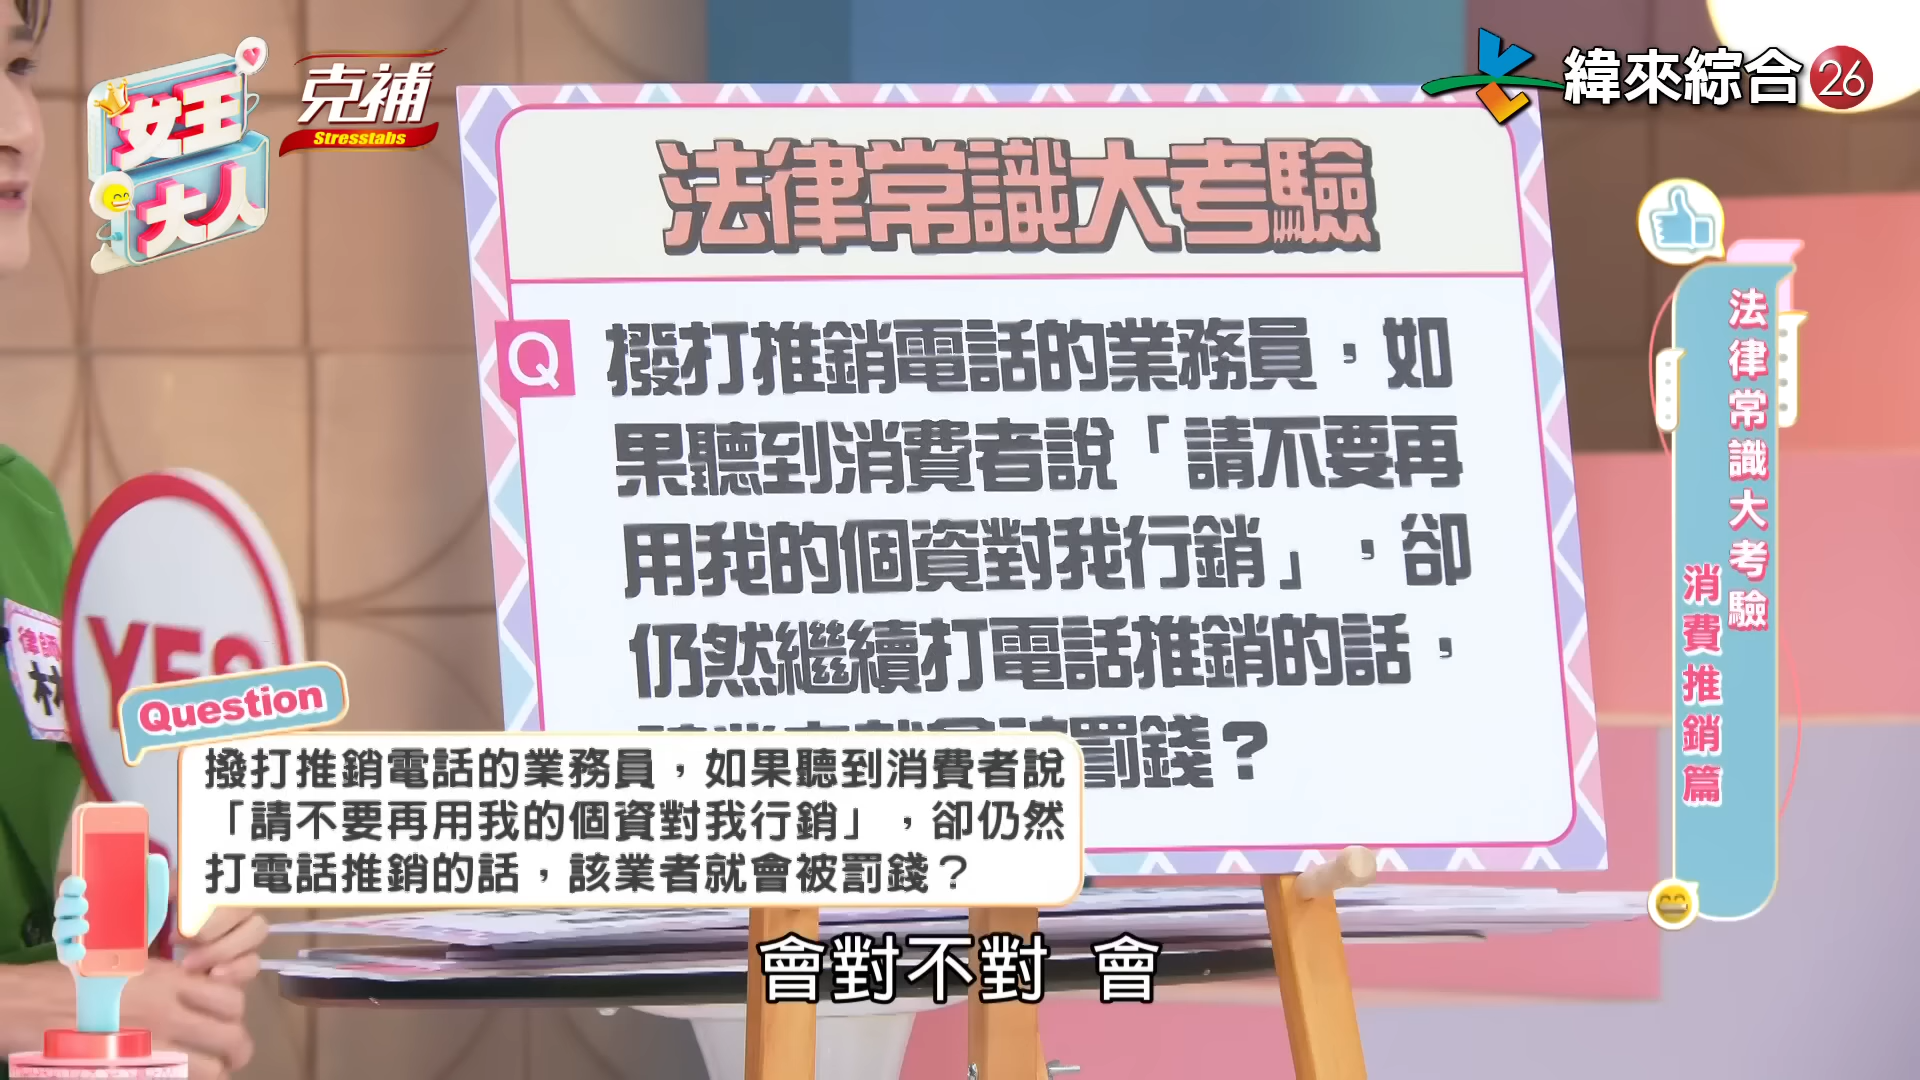 女王
大人
克補
Stresstabs
緯來綜合 26
法律常識大考驗
Q 撥打推銷電話的業務員，如
果聽到消費者說「請不要再
用我的個資對我行銷」，卻
仍然繼續打電話推銷的話，
罰錢？
法律常識大考驗
消費推銷篇
律師
YES
Question
撥打推銷電話的業務員，如果聽到消費者說
「請不要再用我的個資對我行銷」，卻仍然
打電話推銷的話，該業者就會被罰錢？
會對不對 會